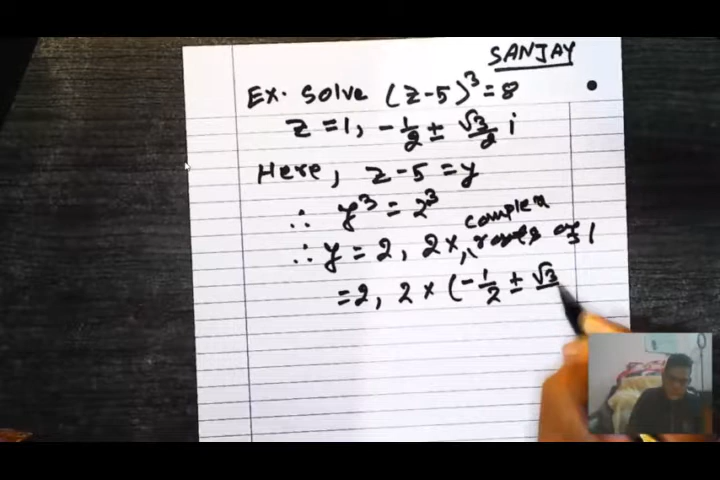 SANJAY
Ex. Solve (z-5)³=8
z=1, -1/2 ± √3/2 i
Here, z-5=y
∴ y³=2³
complex
∴ y=2, 2×, roots of 1
=2, 2×(-1/2 ± √3